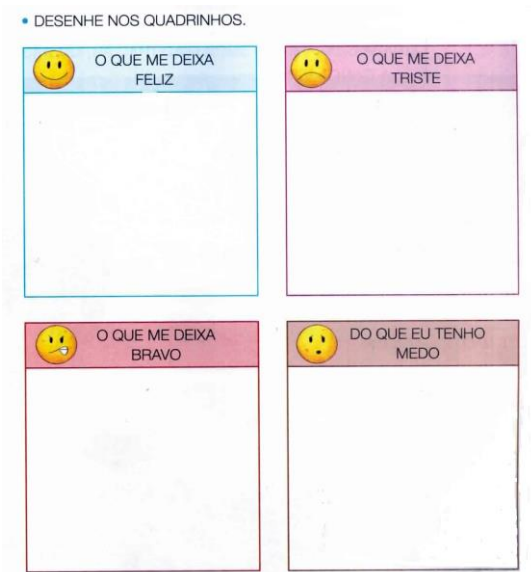 • DESENHE NOS QUADRINHOS.
O QUE ME DEIXA
FELIZ
O QUE ME DEIXA
TRISTE
O QUE ME DEIXA
BRAVO
DO QUE EU TENHO
MEDO